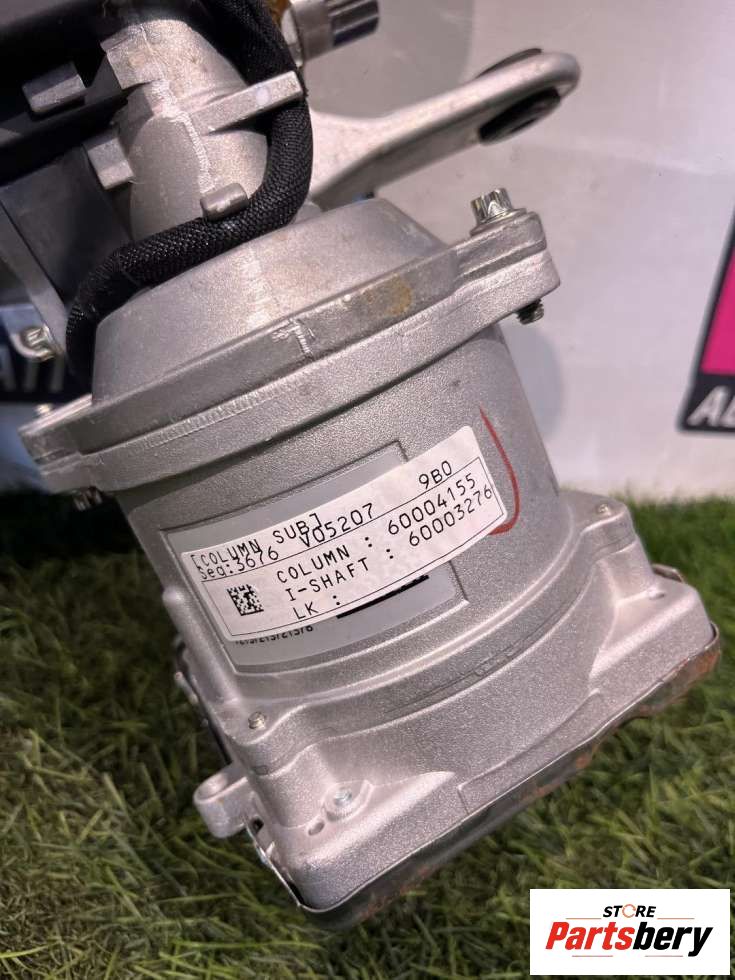 [COLUMN SUB] 9B0
Seq:3676 V05207
COLUMN : 60004155
I-SHAFT : 60003276
LK :
STORE
Partsbery